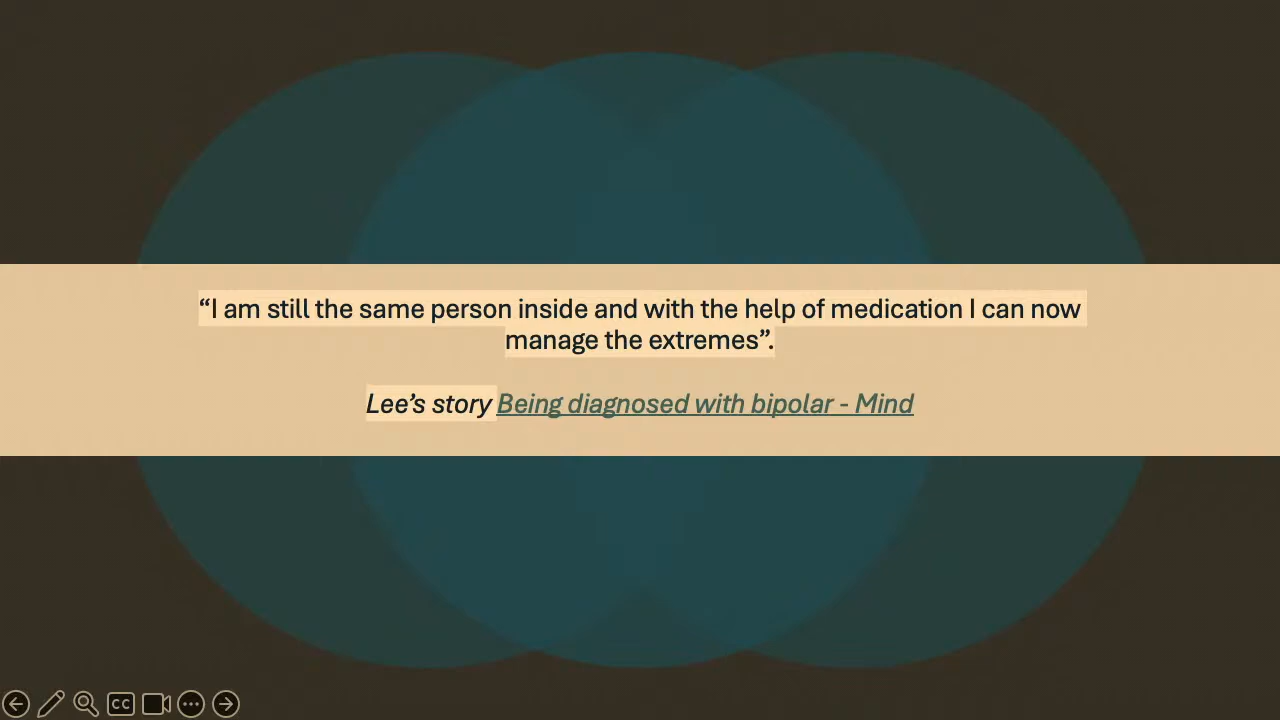 “I am still the same person inside and with the help of medication I can now
manage the extremes”.
Lee’s story Being diagnosed with bipolar - Mind
CC